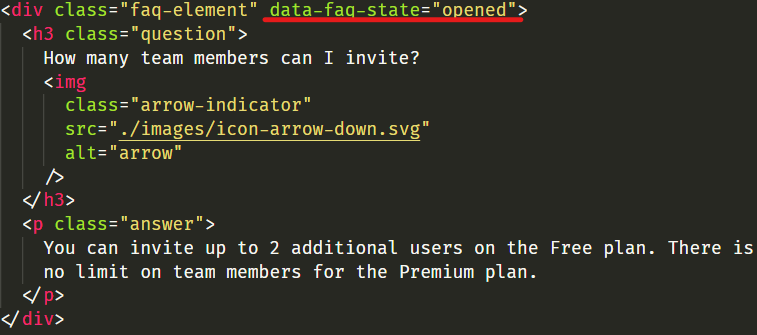 <div class="faq-element" data-faq-state="opened">
<h3 class="question">
How many team members can I invite?
<img
class="arrow-indicator"
src="./images/icon-arrow-down.svg"
alt="arrow"
/>
</h3>
<p class="answer">
You can invite up to 2 additional users on the Free plan. There is
no limit on team members for the Premium plan.
</p>
</div>